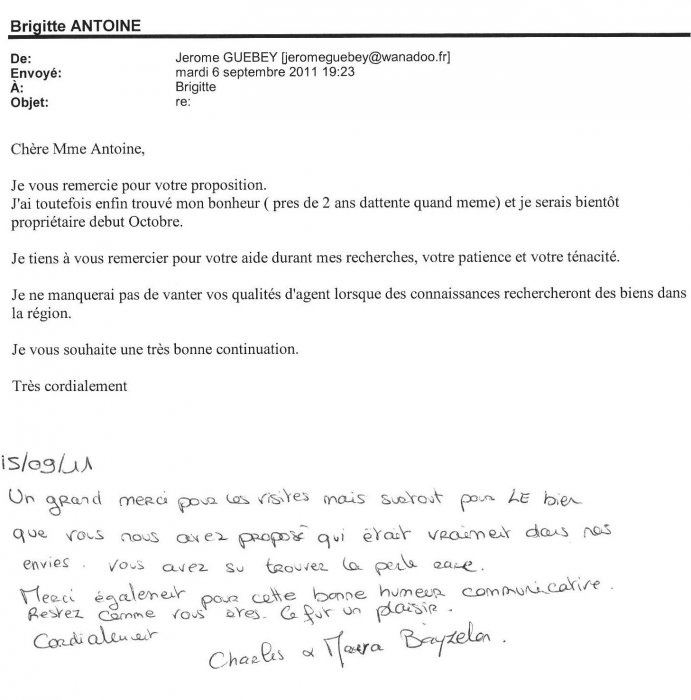 Brigitte ANTOINE
De: Jerome GUEBEY [jeromeguebey@wanadoo.fr]
Envoyé: mardi 6 septembre 2011 19:23
À: Brigitte
Objet: re:
Chère Mme Antoine,
Je vous remercie pour votre proposition.
J'ai toutefois enfin trouvé mon bonheur ( pres de 2 ans dattente quand meme) et je serais bientôt
propriétaire debut Octobre.
Je tiens à vous remercier pour votre aide durant mes recherches, votre patience et votre ténacité.
Je ne manquerai pas de vanter vos qualités d'agent lorsque des connaissances rechercheront des biens dans
la région.
Je vous souhaite une très bonne continuation.
Très cordialement
15/09/11
Un grand merci pour les visites mais surtout pour LE bien
que vous nous avez proposé qui était vraiment dans nos
envies. Vous avez su trouver la perle rare.
Merci également pour cette bonne humeur communicative.
Restez comme vous êtes. Ce fut un plaisir.
Cordialement
Charles &